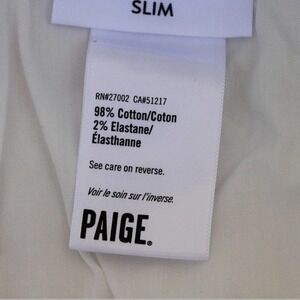 SLIM
RN#27002 CA#51217
98% Cotton/Coton
2% Elastane/
Élasthanne
See care on reverse.
Voir le soin sur l'inverse.
PAIGE®